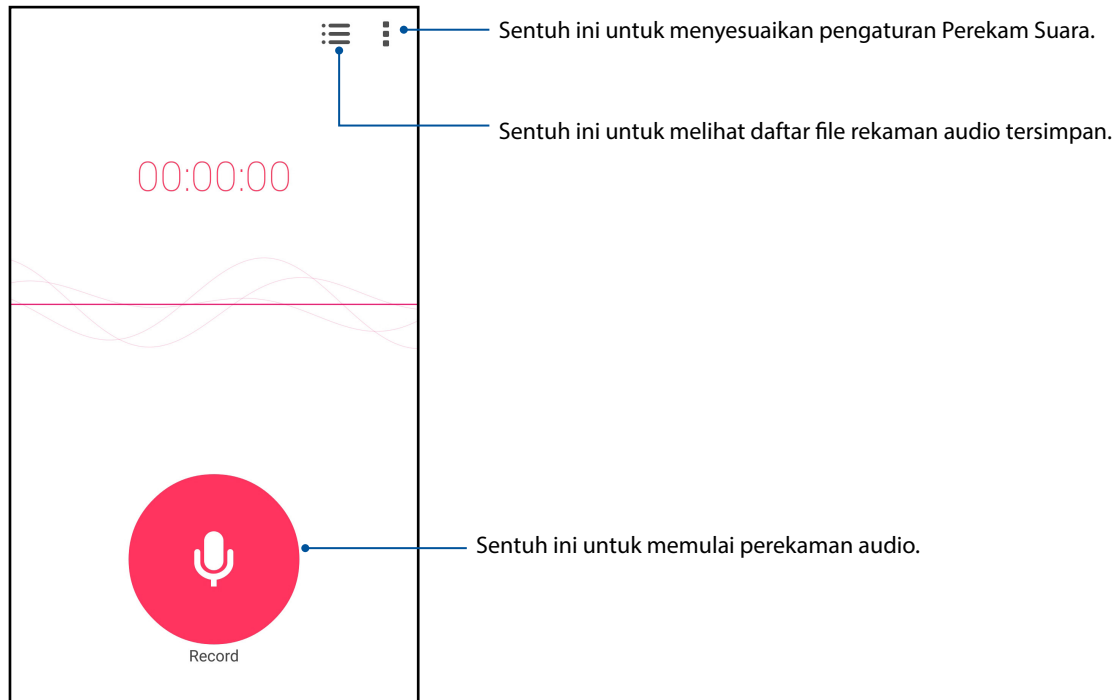 Sentuh ini untuk menyesuaikan pengaturan Perekam Suara.
Sentuh ini untuk melihat daftar file rekaman audio tersimpan.
00:00:00
Sentuh ini untuk memulai perekaman audio.
Record